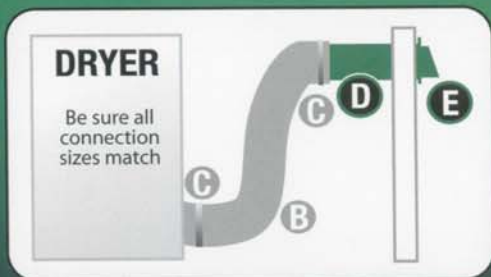 DRYER
Be sure all
connection
sizes match
C
B
C
D
E